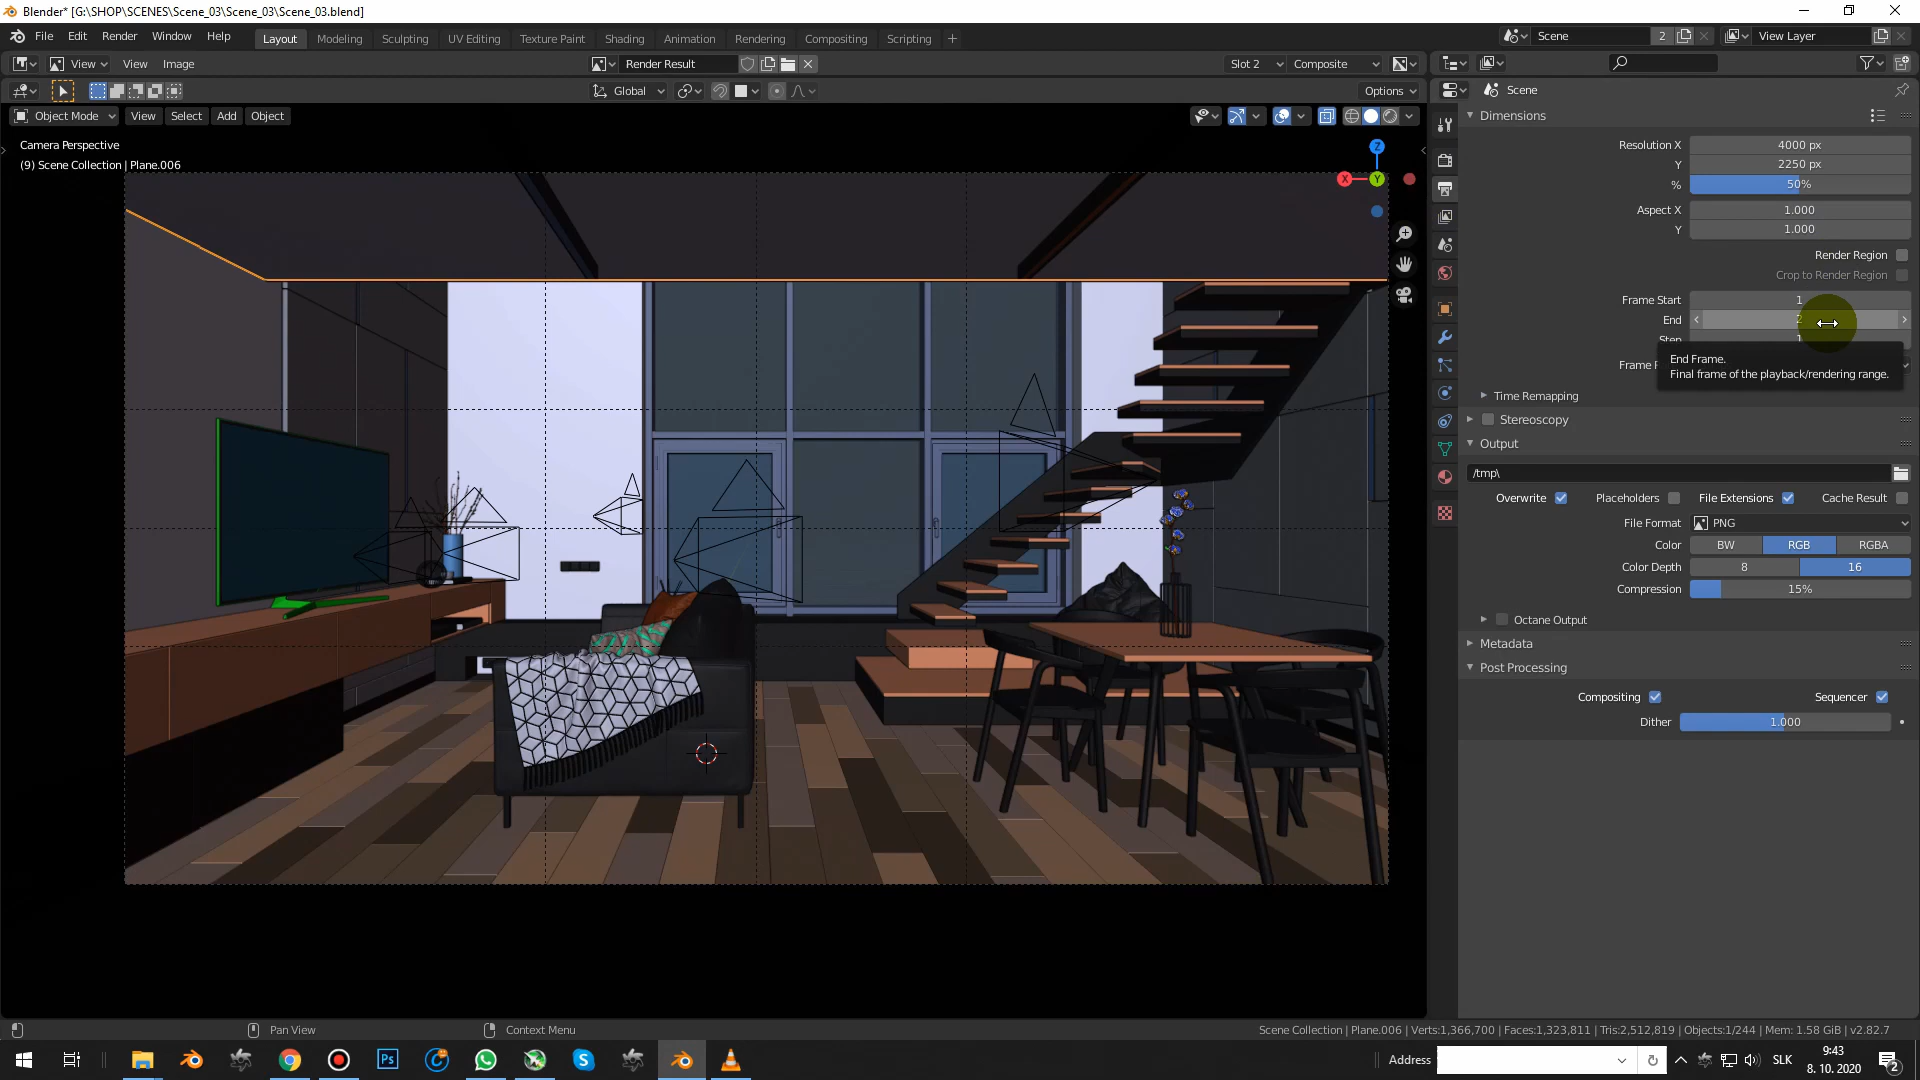 Blender* [G:\SHOP\SCENES\Scene_03\Scene_03\Scene_03.blend]
File Edit Render Window Help Layout Modeling Sculpting UV Editing Texture Paint Shading Animation Rendering Compositing Scripting Scene 2 View Layer
View View Image Render Result Slot 2 Composite
Global Options Scene
Object Mode View Select Add Object Dimensions
Camera Perspective
(9) Scene Collection | Plane.006
X Y Z
Resolution X 4000 px
Y 2250 px
% 50%
Aspect X 1.000
Y 1.000
Render Region
Crop to Render Region
Frame Start 1
End 2
Step 1
End Frame.
Final frame of the playback/rendering range.
Time Remapping
Stereoscopy
Output
/tmp\
Overwrite Placeholders File Extensions Cache Result
File Format PNG
Color BW RGB RGBA
Color Depth 8 16
Compression 15%
Octane Output
Metadata
Post Processing
Compositing Sequencer
Dither 1.000
Pan View Context Menu Scene Collection | Plane.006 | Verts:1,366,700 | Faces:1,323,811 | Tris:2,512,819 | Objects:1/244 | Mem: 1.58 GiB | v2.82.7
Ps Address SLK 9:43
8. 10. 2020 2